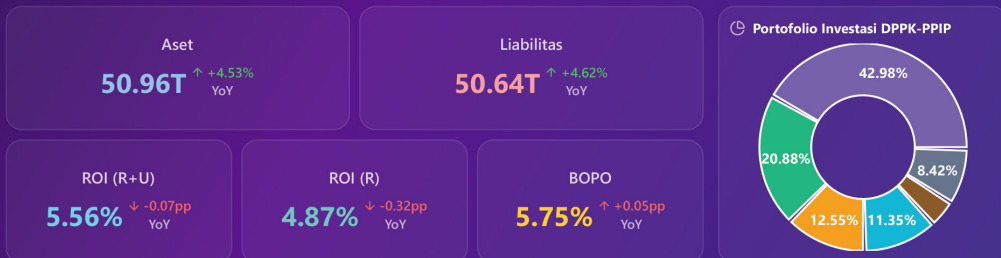 Aset
50.96T ↑ +4.53%
YoY
Liabilitas
50.64T ↑ +4.62%
YoY
ROI (R+U)
5.56% ↓ -0.07pp
YoY
ROI (R)
4.87% ↓ -0.32pp
YoY
BOPO
5.75% ↑ +0.05pp
YoY
Portofolio Investasi DPPK-PPIP
42.98%
20.88%
8.42%
12.55%
11.35%